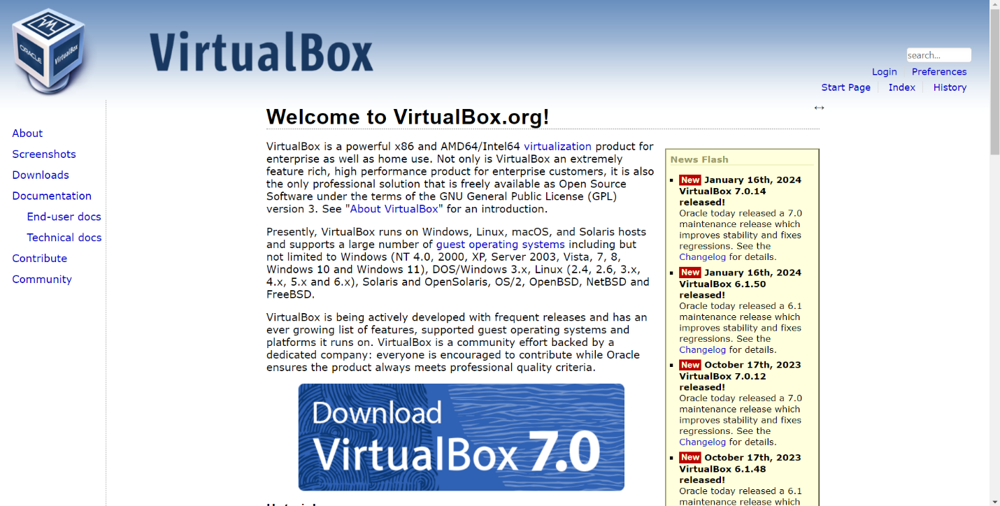 ORACLE
VirtualBox
VirtualBox
search...
Login
Preferences
Start Page
Index
History
About
Screenshots
Downloads
Documentation
End-user docs
Technical docs
Contribute
Community
Welcome to VirtualBox.org!
VirtualBox is a powerful x86 and AMD64/Intel64 virtualization product for
enterprise as well as home use. Not only is VirtualBox an extremely
feature rich, high performance product for enterprise customers, it is also
the only professional solution that is freely available as Open Source
Software under the terms of the GNU General Public License (GPL)
version 3. See "About VirtualBox" for an introduction.
Presently, VirtualBox runs on Windows, Linux, macOS, and Solaris hosts
and supports a large number of guest operating systems including but
not limited to Windows (NT 4.0, 2000, XP, Server 2003, Vista, 7, 8,
Windows 10 and Windows 11), DOS/Windows 3.x, Linux (2.4, 2.6, 3.x,
4.x, 5.x and 6.x), Solaris and OpenSolaris, OS/2, OpenBSD, NetBSD and
FreeBSD.
VirtualBox is being actively developed with frequent releases and has an
ever growing list of features, supported guest operating systems and
platforms it runs on. VirtualBox is a community effort backed by a
dedicated company: everyone is encouraged to contribute while Oracle
ensures the product always meets professional quality criteria.
Download
VirtualBox 7.0
News Flash
New January 16th, 2024
VirtualBox 7.0.14
released!
Oracle today released a 7.0
maintenance release which
improves stability and fixes
regressions. See the
Changelog for details.
New January 16th, 2024
VirtualBox 6.1.50
released!
Oracle today released a 6.1
maintenance release which
improves stability and fixes
regressions. See the
Changelog for details.
New October 17th, 2023
VirtualBox 7.0.12
released!
Oracle today released a 7.0
maintenance release which
improves stability and fixes
regressions. See the
Changelog for details.
New October 17th, 2023
VirtualBox 6.1.48
released!
Oracle today released a 6.1
maintenance release which